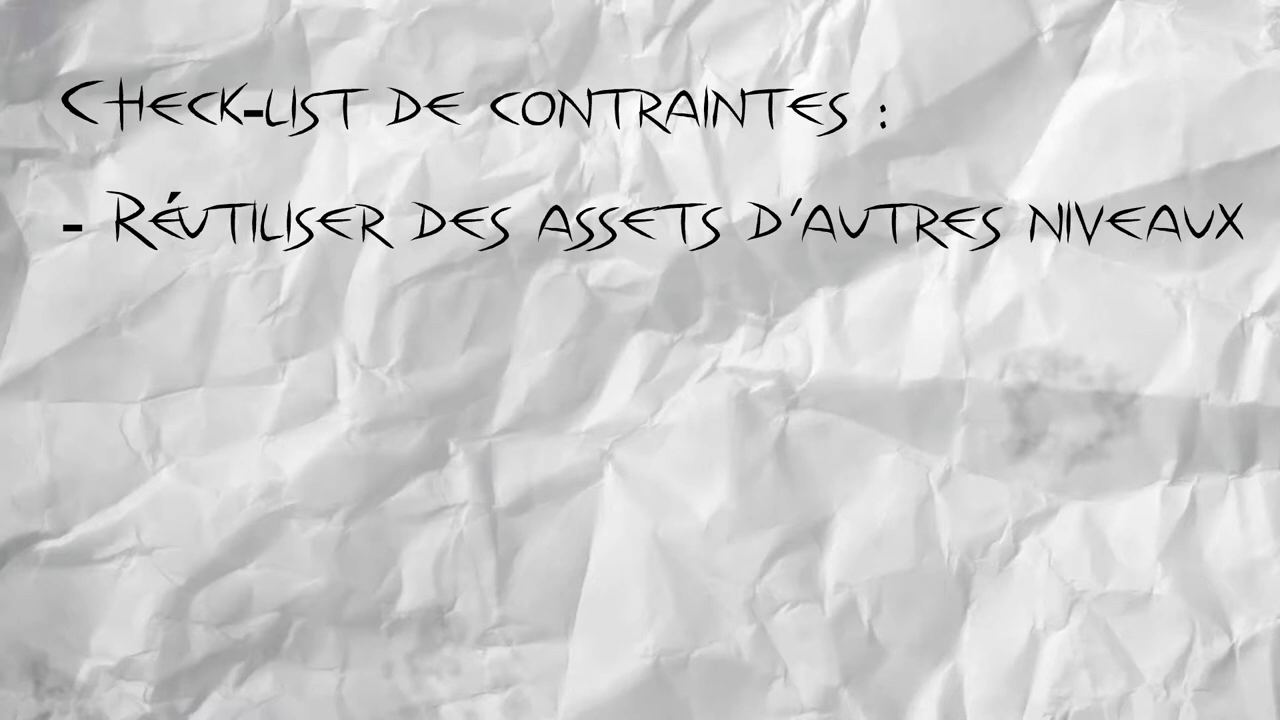 Check-list de contraintes :
- Réutiliser des assets d'autres niveaux